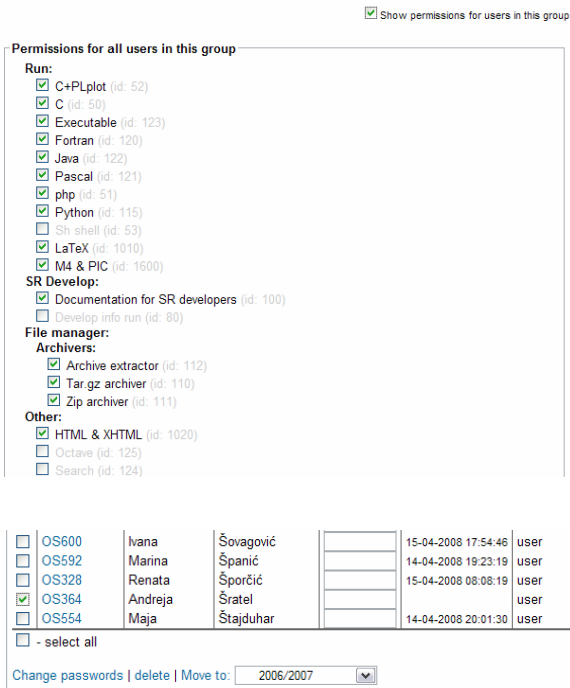 Show permissions for users in this group
Permissions for all users in this group
Run:
C+PLplot (id: 52)
C (id: 50)
Executable (id: 123)
Fortran (id: 120)
Java (id: 122)
Pascal (id: 121)
php (id: 51)
Python (id: 115)
Sh shell (id: 53)
LaTeX (id: 1010)
M4 & PIC (id: 1600)
SR Develop:
Documentation for SR developers (id: 100)
Develop info run (id: 80)
File manager:
Archivers:
Archive extractor (id: 112)
Tar.gz archiver (id: 110)
Zip archiver (id: 111)
Other:
HTML & XHTML (id: 1020)
Octave (id: 125)
Search (id: 124)
OS600 Ivana Šovagović 15-04-2008 17:54:46 user
OS592 Marina Španić 14-04-2008 19:23:19 user
OS328 Renata Šporčić 15-04-2008 08:08:19 user
OS364 Andreja Šratel user
OS554 Maja Štajduhar 14-04-2008 20:01:30 user
- select all
Change passwords | delete | Move to: 2006/2007